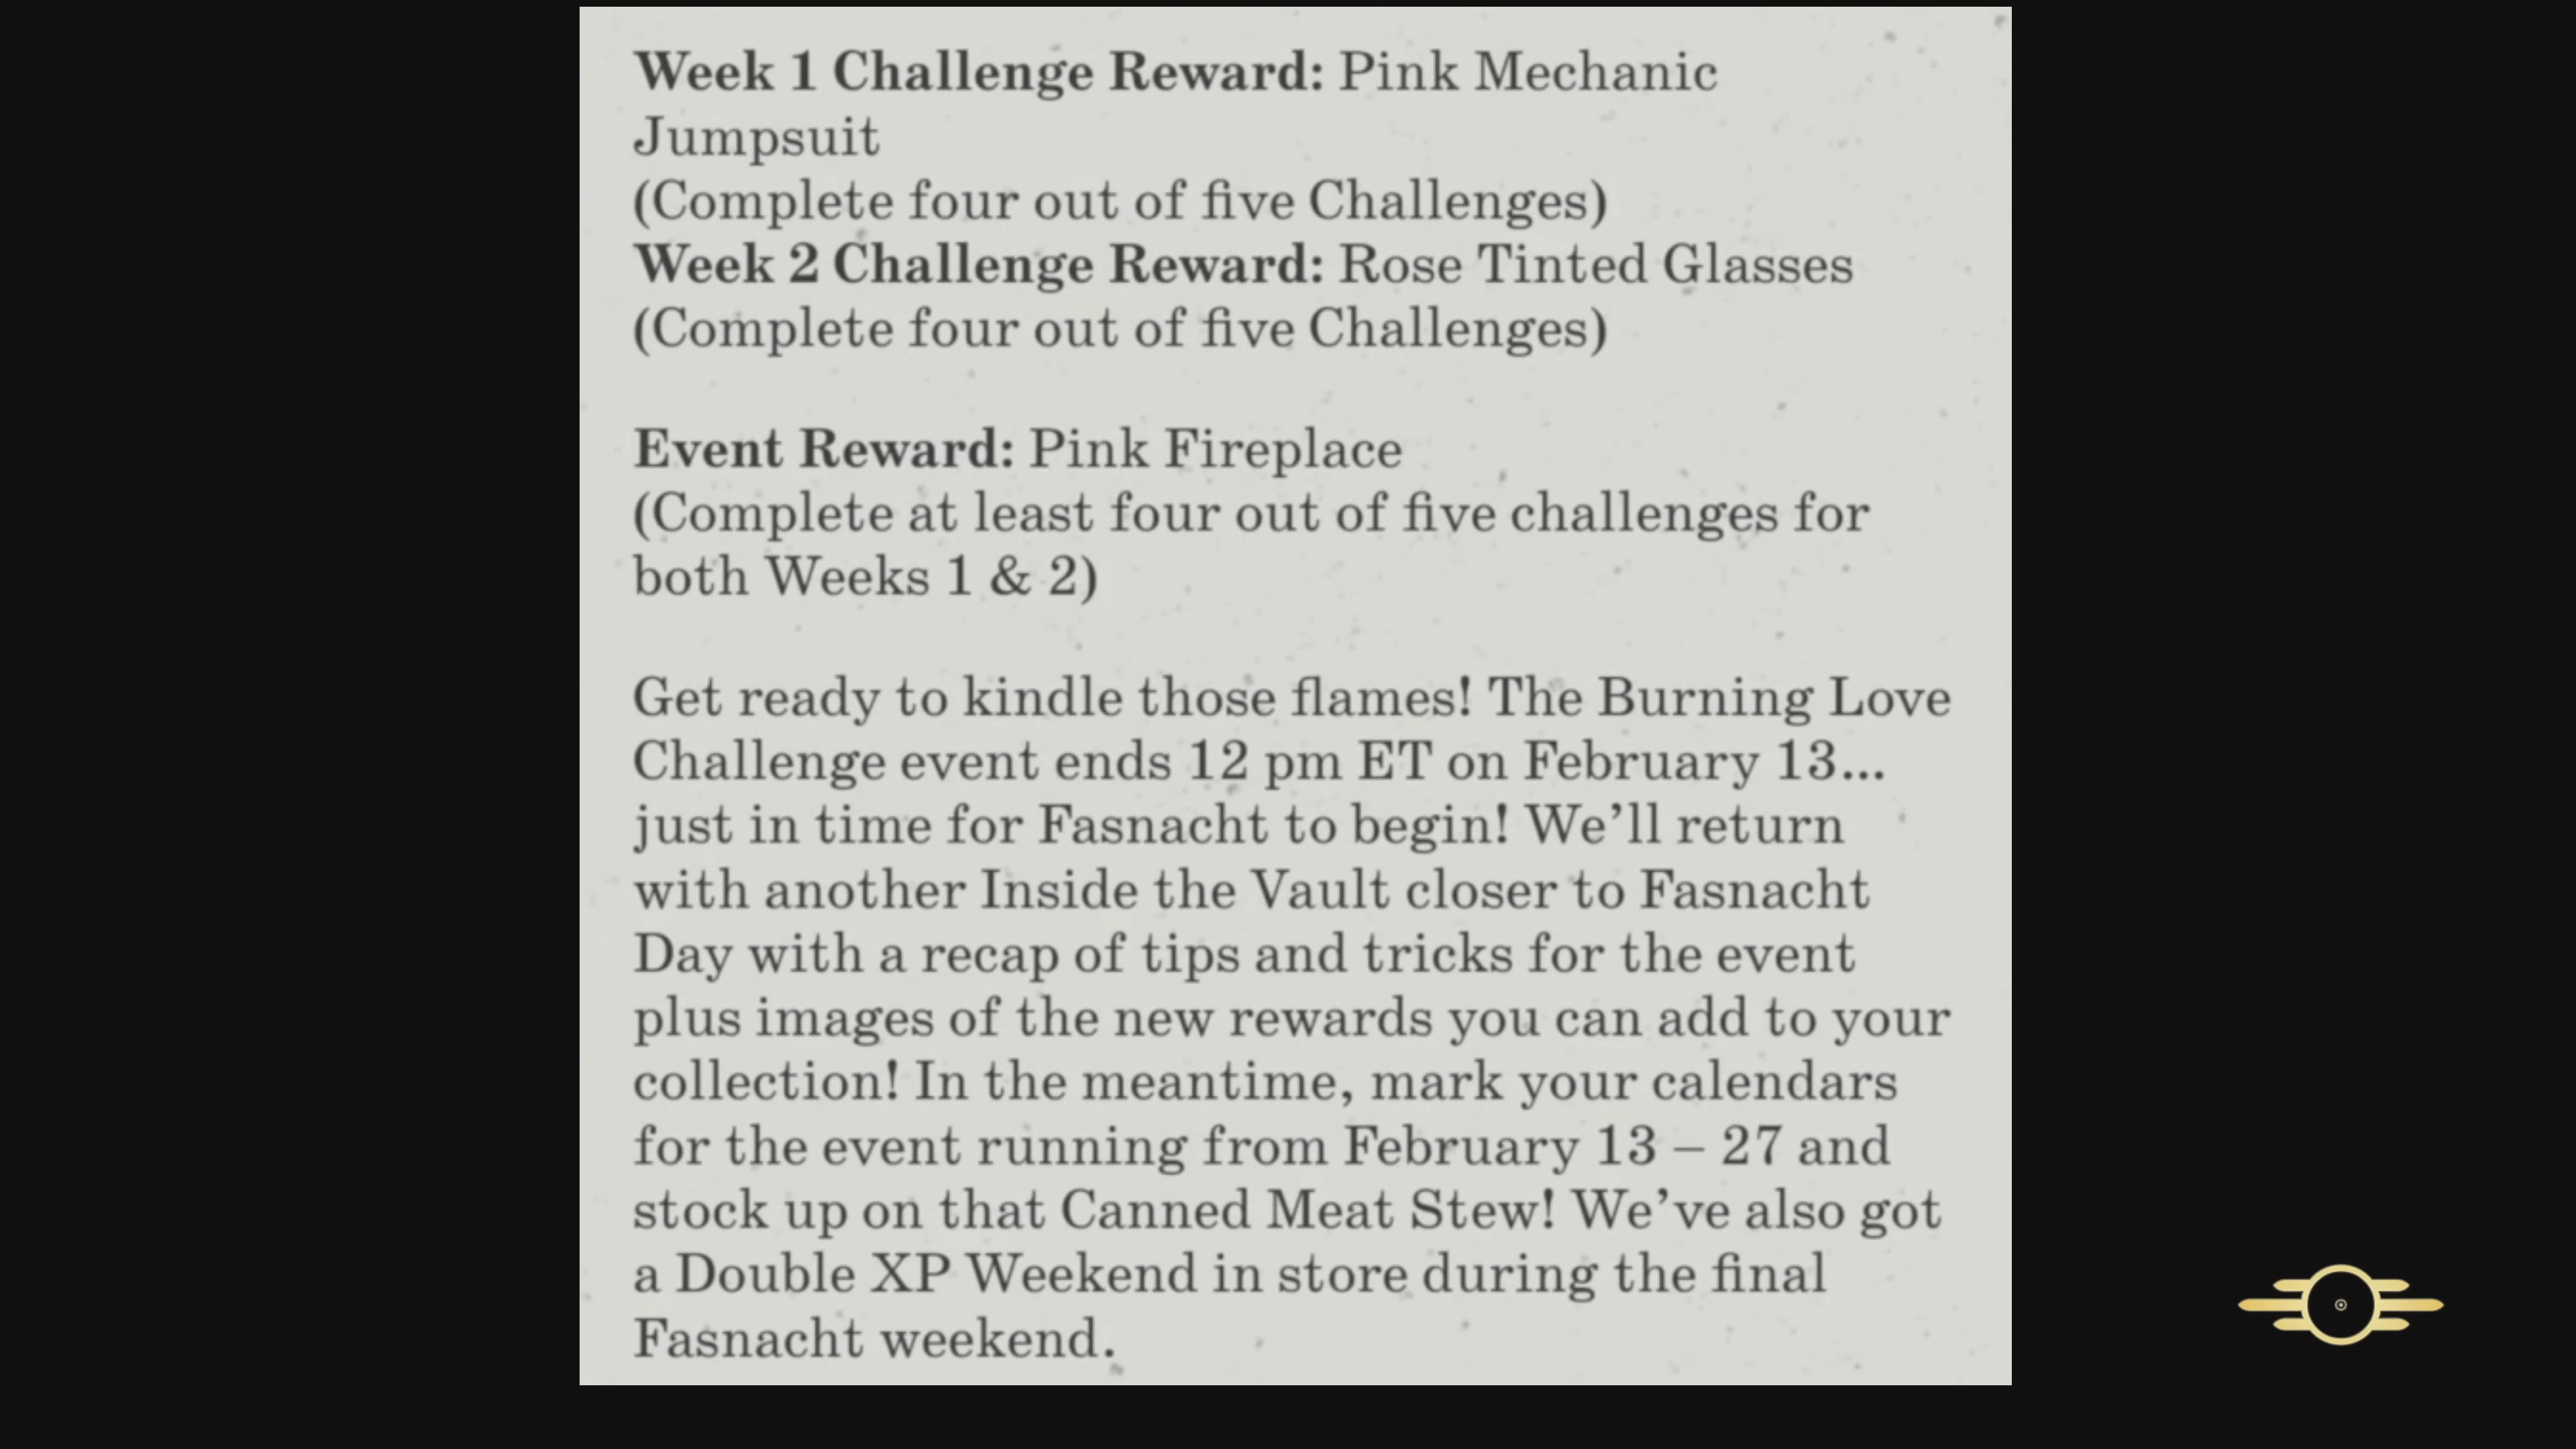 Week 1 Challenge Reward: Pink Mechanic
Jumpsuit
(Complete four out of five Challenges)
Week 2 Challenge Reward: Rose Tinted Glasses
(Complete four out of five Challenges)
Event Reward: Pink Fireplace
(Complete at least four out of five challenges for
both Weeks 1 & 2)
Get ready to kindle those flames! The Burning Love
Challenge event ends 12 pm ET on February 13...
just in time for Fasnacht to begin! We’ll return
with another Inside the Vault closer to Fasnacht
Day with a recap of tips and tricks for the event
plus images of the new rewards you can add to your
collection! In the meantime, mark your calendars
for the event running from February 13 – 27 and
stock up on that Canned Meat Stew! We’ve also got
a Double XP Weekend in store during the final
Fasnacht weekend.